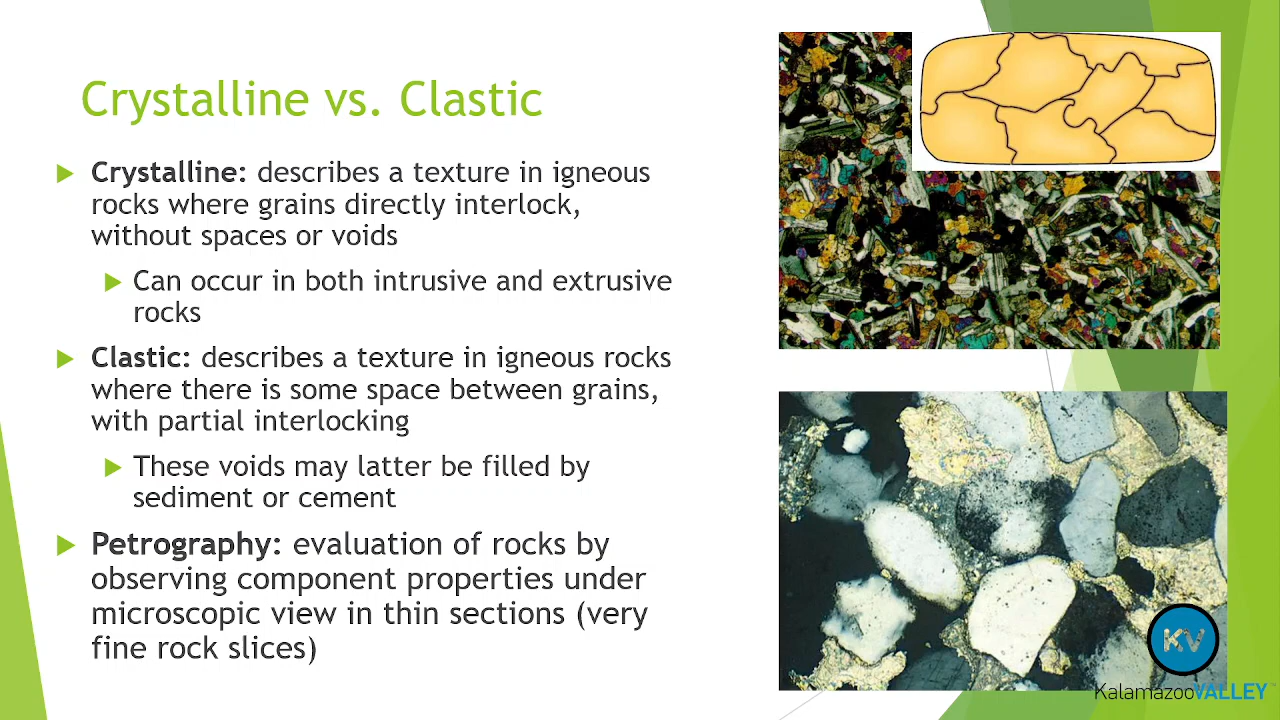 Crystalline vs. Clastic
Crystalline: describes a texture in igneous
rocks where grains directly interlock,
without spaces or voids
Can occur in both intrusive and extrusive
rocks
Clastic: describes a texture in igneous rocks
where there is some space between grains,
with partial interlocking
These voids may latter be filled by
sediment or cement
Petrography: evaluation of rocks by
observing component properties under
microscopic view in thin sections (very
fine rock slices)
KV
KalamazooVALLEY™